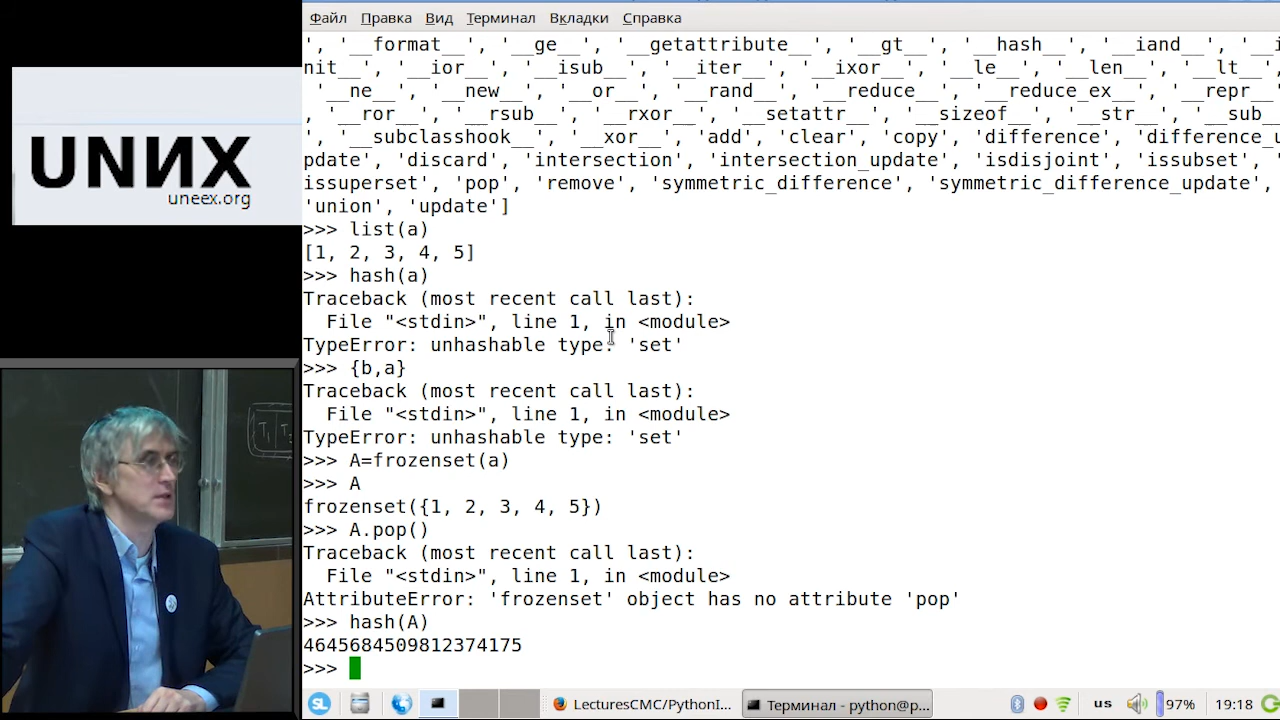 UNИX
uneex.org
Файл Правка Вид Терминал Вкладки Справка
', '__format__', '__ge__', '__getattribute__', '__gt__', '__hash__', '__iand__', '__i
nit__', '__ior__', '__isub__', '__iter__', '__ixor__', '__le__', '__len__', '__lt__',
'__ne__', '__new__', '__or__', '__rand__', '__reduce__', '__reduce_ex__', '__repr__'
, '__ror__', '__rsub__', '__rxor__', '__setattr__', '__sizeof__', '__str__', '__sub__
', '__subclasshook__', '__xor__', 'add', 'clear', 'copy', 'difference', 'difference_u
pdate', 'discard', 'intersection', 'intersection_update', 'isdisjoint', 'issubset', '
issuperset', 'pop', 'remove', 'symmetric_difference', 'symmetric_difference_update',
'union', 'update']
>>> list(a)
[1, 2, 3, 4, 5]
>>> hash(a)
Traceback (most recent call last):
  File "<stdin>", line 1, in <module>
TypeError: unhashable type: 'set'
>>> {b,a}
Traceback (most recent call last):
  File "<stdin>", line 1, in <module>
TypeError: unhashable type: 'set'
>>> A=frozenset(a)
>>> A
frozenset({1, 2, 3, 4, 5})
>>> A.pop()
Traceback (most recent call last):
  File "<stdin>", line 1, in <module>
AttributeError: 'frozenset' object has no attribute 'pop'
>>> hash(A)
4645684509812374175
>>>
LecturesCMC/PythonI... Терминал - python@p... us 97% 19:18